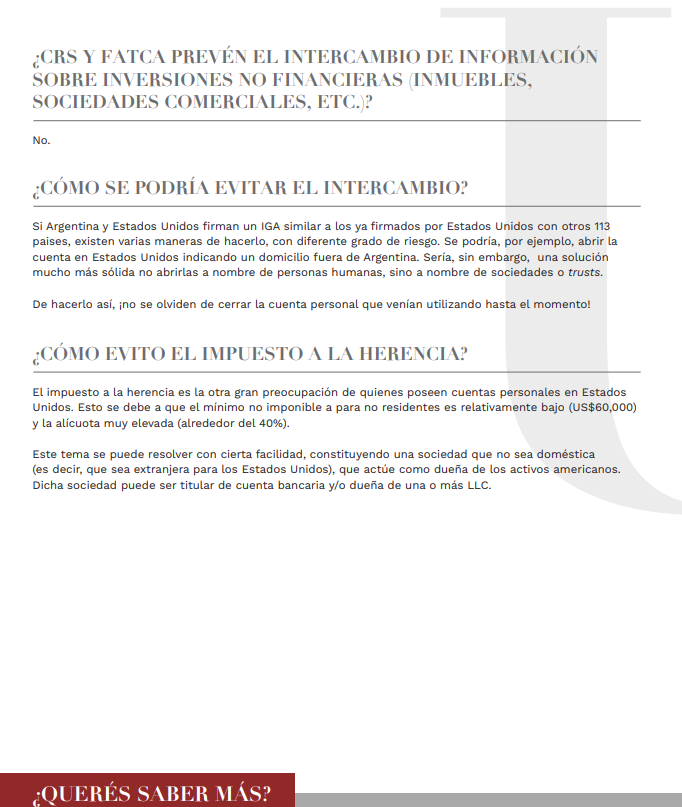 ¿CRS Y FATCA PREVÉN EL INTERCAMBIO DE INFORMACIÓN
SOBRE INVERSIONES NO FINANCIERAS (INMUEBLES,
SOCIEDADES COMERCIALES, ETC.)?
No.
¿CÓMO SE PODRÍA EVITAR EL INTERCAMBIO?
Si Argentina y Estados Unidos firman un IGA similar a los ya firmados por Estados Unidos con otros 113
paises, existen varias maneras de hacerlo, con diferente grado de riesgo. Se podría, por ejemplo, abrir la
cuenta en Estados Unidos indicando un domicilio fuera de Argentina. Sería, sin embargo,  una solución
mucho más sólida no abrirlas a nombre de personas humanas, sino a nombre de sociedades o trusts.
De hacerlo así, ¡no se olviden de cerrar la cuenta personal que venían utilizando hasta el momento!
¿CÓMO EVITO EL IMPUESTO A LA HERENCIA?
El impuesto a la herencia es la otra gran preocupación de quienes poseen cuentas personales en Estados
Unidos. Esto se debe a que el mínimo no imponible a para no residentes es relativamente bajo (US$60,000)
y la alícuota muy elevada (alrededor del 40%).
Este tema se puede resolver con cierta facilidad, constituyendo una sociedad que no sea doméstica
(es decir, que sea extranjera para los Estados Unidos), que actúe como dueña de los activos americanos.
Dicha sociedad puede ser titular de cuenta bancaria y/o dueña de una o más LLC.
¿QUERÉS SABER MÁS?